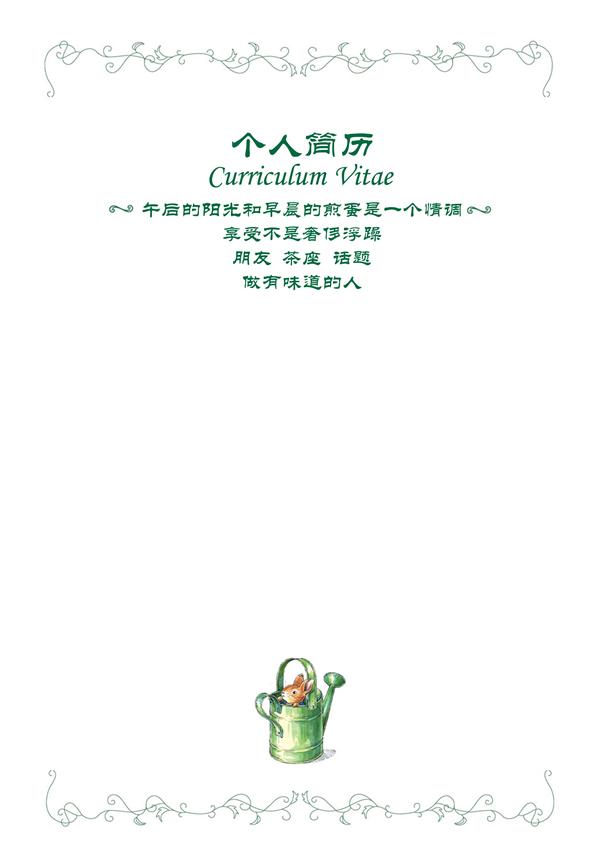 个人简历
Curriculum Vitae
午后的阳光和早晨的煎蛋是一个情调
享受不是奢侈浮躁
朋友 茶座 话题
做有味道的人